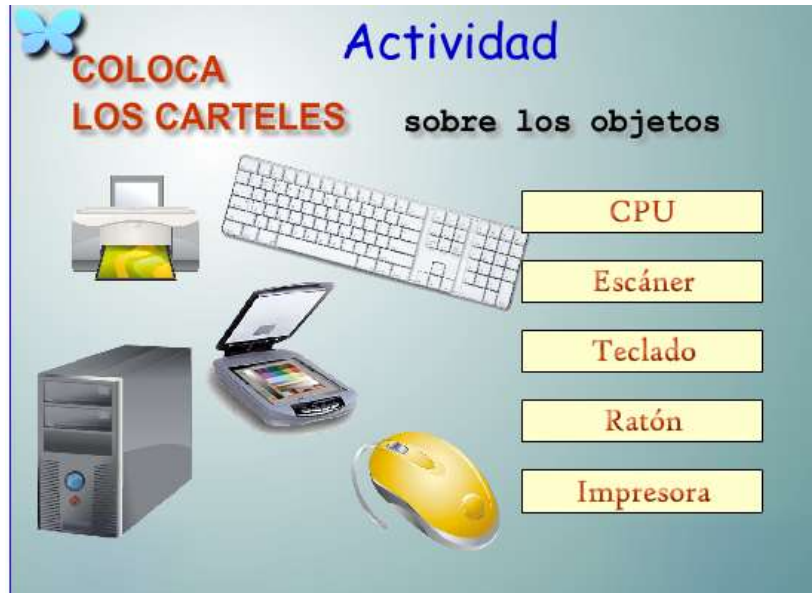 Actividad
COLOCA
LOS CARTELES sobre los objetos
CPU
Escáner
Teclado
Ratón
Impresora